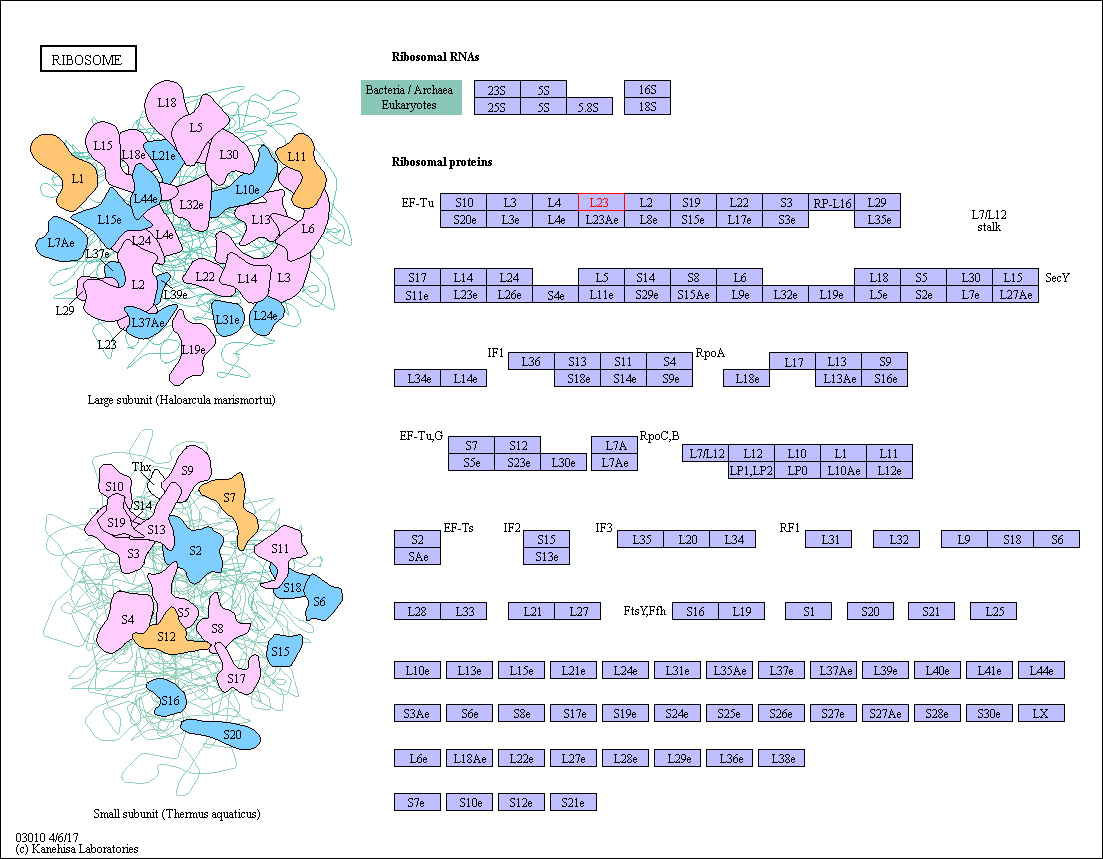 RIBOSOME
Ribosomal RNAs
Bacteria / Archaea 23S 5S 16S
Eukaryotes 25S 5S 5.8S 18S
Ribosomal proteins
EF-Tu S10 L3 L4 L23 L2 S19 L22 S3 RP-L16 L29
S20e L3e L4e L23Ae L8e S15e L17e S3e L35e
L7/L12
stalk
S17 L14 L24 L5 S14 S8 L6 L18 S5 L30 L15 SecY
S11e L23e L26e S4e L11e S29e S15Ae L9e L32e L19e L5e S2e L7e L27Ae
IF1 L36 S13 S11 S4 RpoA L17 L13 S9
L34e L14e S18e S14e S9e L18e L13Ae S16e
EF-Tu,G S7 S12 L7A RpoC,B L7/L12 L12 L10 L1 L11
S5e S23e L30e L7Ae LP1,LP2 LP0 L10Ae L12e
S2 EF-Ts IF2 S15 IF3 L35 L20 L34 RF1 L31 L32 L9 S18 S6
SAe S13e
L28 L33 L21 L27 FtsY,Ffh S16 L19 S1 S20 S21 L25
L10e L13e L15e L21e L24e L31e L35Ae L37e L37Ae L39e L40e L41e L44e
S3Ae S6e S8e S17e S19e S24e S25e S26e S27e S27Ae S28e S30e LX
L6e L18Ae L22e L27e L28e L29e L36e L38e
S7e S10e S12e S21e
L18
L5
L15
L18e
L21e
L30
L11
L1
L44e
L10e
L32e
L15e
L13
L6
L7Ae
L24
L4e
L37e
L2
L22
L14
L3
L39e
L29
L37Ae
L31e
L24e
L23
L19e
Large subunit (Haloarcula marismortui)
Thx
S9
S10
S7
S14
S19
S13
S3
S2
S11
S18
S6
S4
S5
S12
S8
S15
S17
S16
S20
Small subunit (Thermus aquaticus)
03010 4/6/17
(c) Kanehisa Laboratories